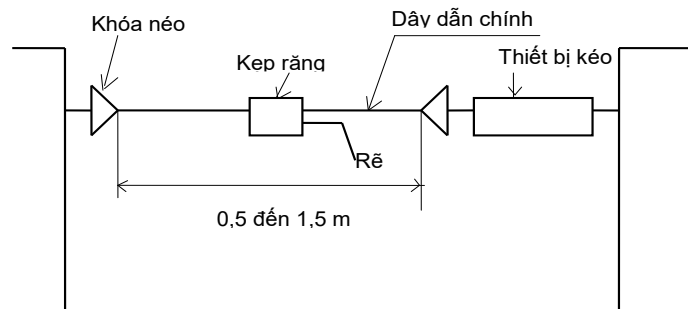 Khóa néo
Dây dẫn chính
Kẹp răng
Thiết bị kéo
Rẽ
0,5 đến 1,5 m